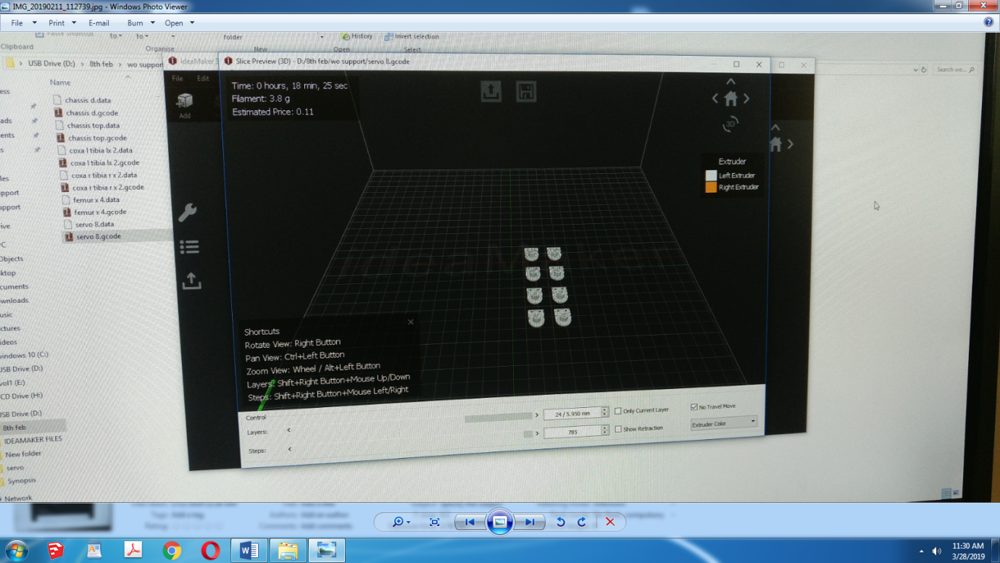 IMG_20190211_112739.jpg - Windows Photo Viewer
File Print E-mail Burn Open
Paste shortcut to to folder History Invert selection
Clipboard Organise New Open Select
USB Drive (D:) 8th feb wo support
ideaMaker
Slice Preview (3D) - D:/8th feb/wo support/servo 8.gcode
Search wo...
Name
chassis d.data
chassis d.gcode
chassis top.data
chassis top.gcode
coxa l tibia lx 2.data
coxa l tibia lx 2.gcode
coxa r tibia r x 2.data
coxa r tibia r x 2.gcode
femur x 4.data
femur x 4.gcode
servo 8.data
servo 8.gcode
File Edit
Add
Time: 0 hours, 18 min, 25 sec
Filament: 3.8 g
Estimated Price: 0.11
3D
Extruder
Left Extruder
Right Extruder
Shortcuts
Rotate View: Right Button
Pan View: Ctrl+Left Button
Zoom View: Wheel / Alt+Left Button
Layers: Shift+Right Button+Mouse Up/Down
Steps: Shift+Right Button+Mouse Left/Right
Control
Layers: 24 / 5.950 mm Only Current Layer No Travel Move
Steps: 785 Show Retraction Extruder Color
ess
ads
ents
s
les
pport
upport
ive
C
Objects
ktop
cuments
wnloads
usic
ctures
ideos
windows 10 (C:)
USB Drive (D:)
vol1 (E:)
CD Drive (H:)
USB Drive (D:)
8th feb
IDEAMAKER FILES
New folder
servo
Synopsis
Network
Tags: Add a tag
Authors: Add an author
Rating:
Comments: Add comments
11:30 AM
3/28/2019